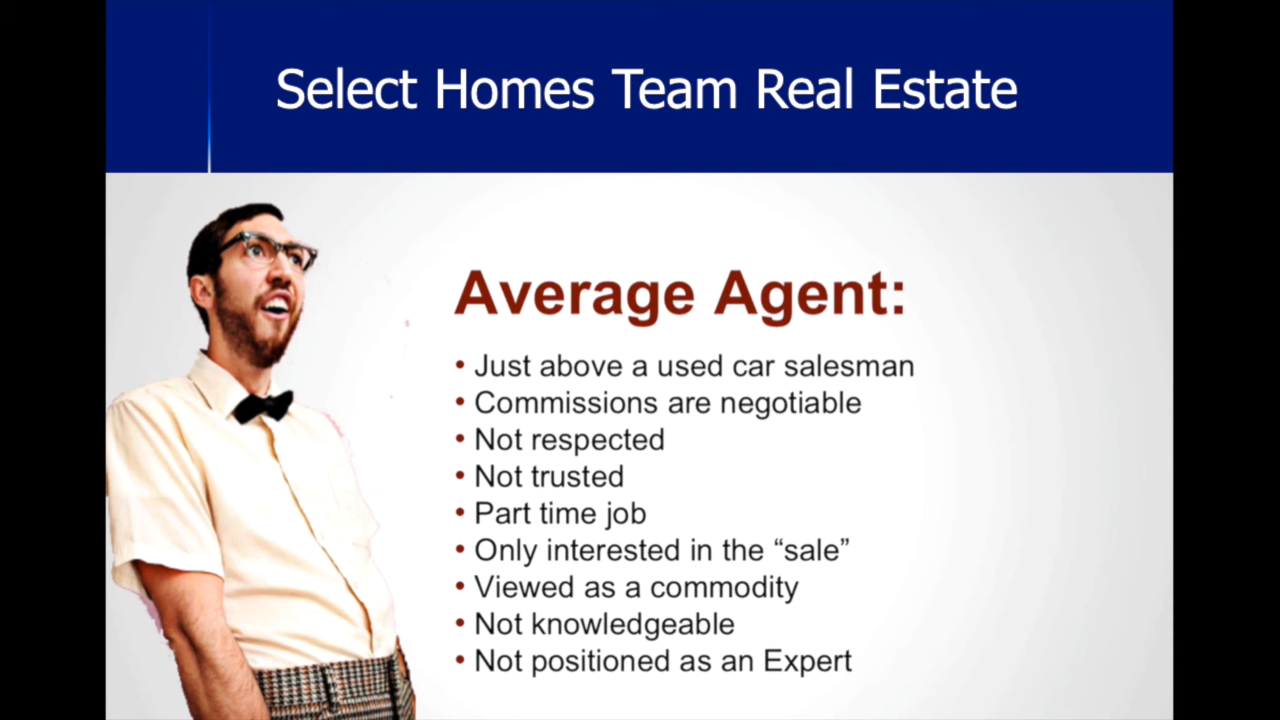 Select Homes Team Real Estate
Average Agent:
• Just above a used car salesman
• Commissions are negotiable
• Not respected
• Not trusted
• Part time job
• Only interested in the “sale”
• Viewed as a commodity
• Not knowledgeable
• Not positioned as an Expert